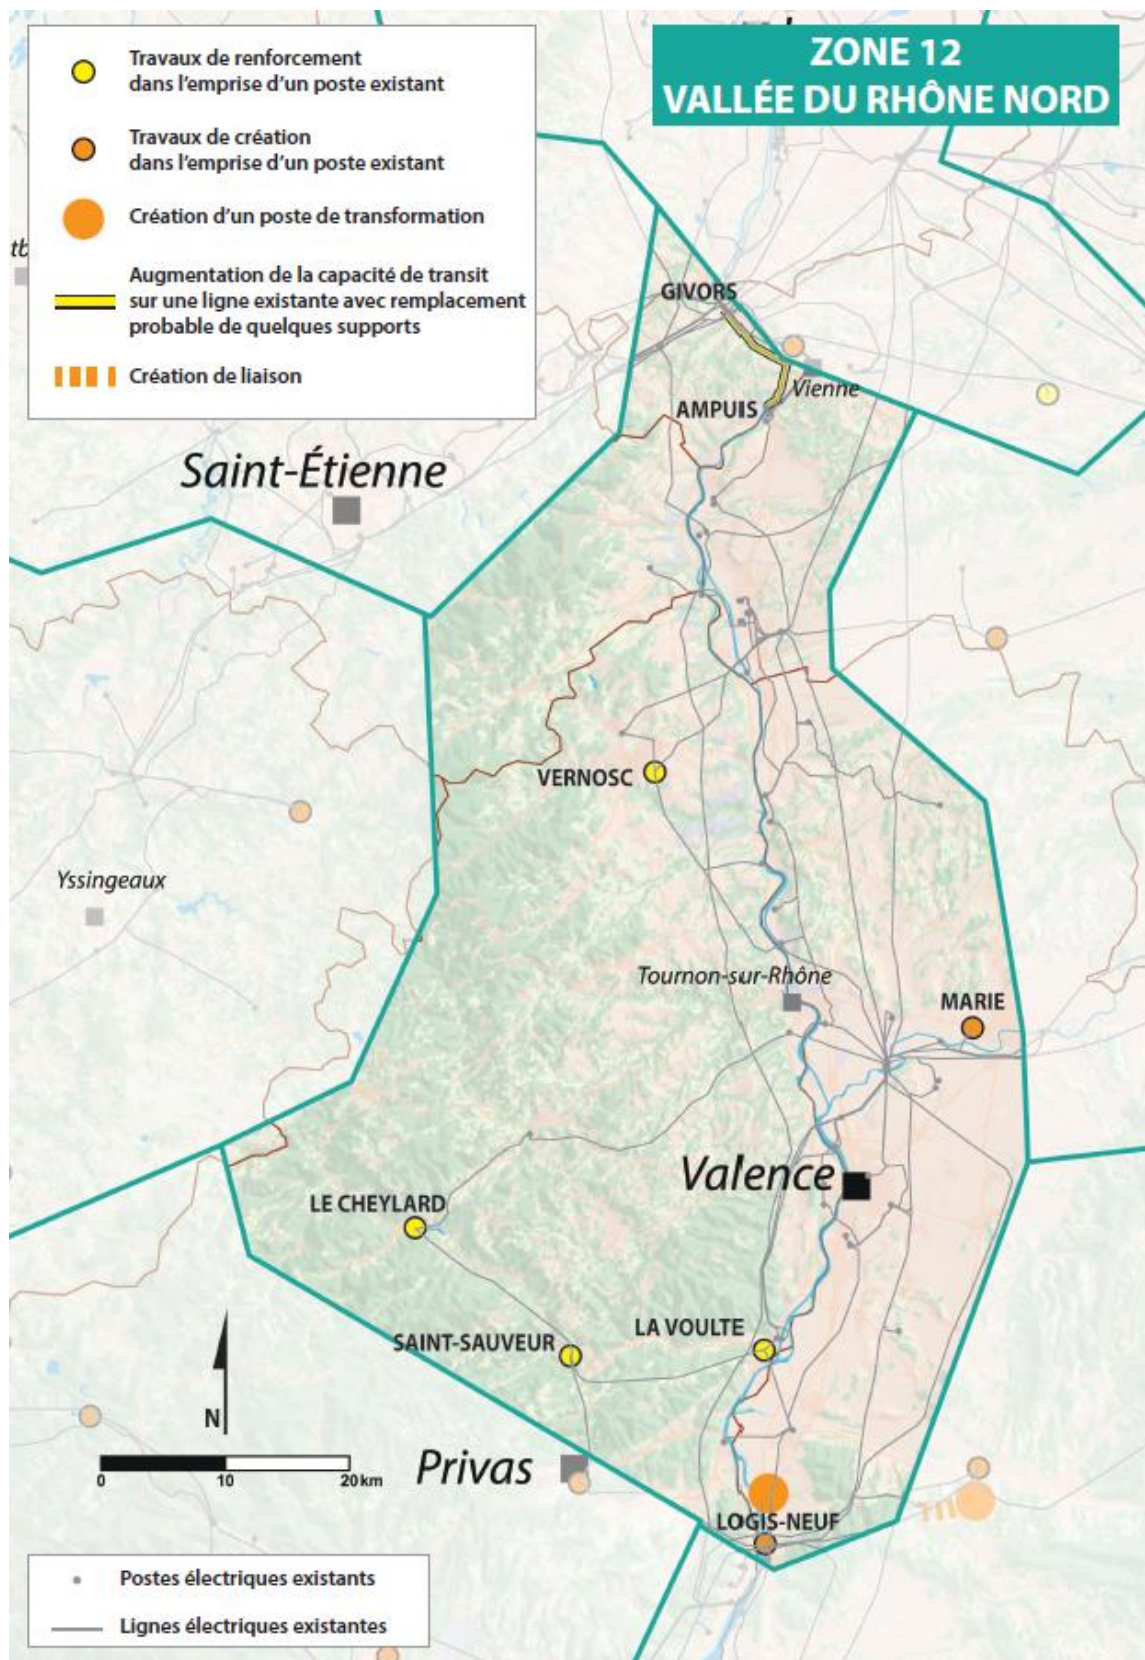 ZONE 12
VALLÉE DU RHÔNE NORD
Travaux de renforcement
dans l'emprise d'un poste existant
Travaux de création
dans l'emprise d'un poste existant
Création d'un poste de transformation
Augmentation de la capacité de transit
sur une ligne existante avec remplacement
probable de quelques supports
Création de liaison
tb
GIVORS
Vienne
AMPUIS
Saint-Étienne
VERNOSC
Yssingeaux
Tournon-sur-Rhône
MARIE
Valence
LE CHEYLARD
LA VOULTE
SAINT-SAUVEUR
N
Privas
0 10 20 km
LOGIS-NEUF
Postes électriques existants
Lignes électriques existantes